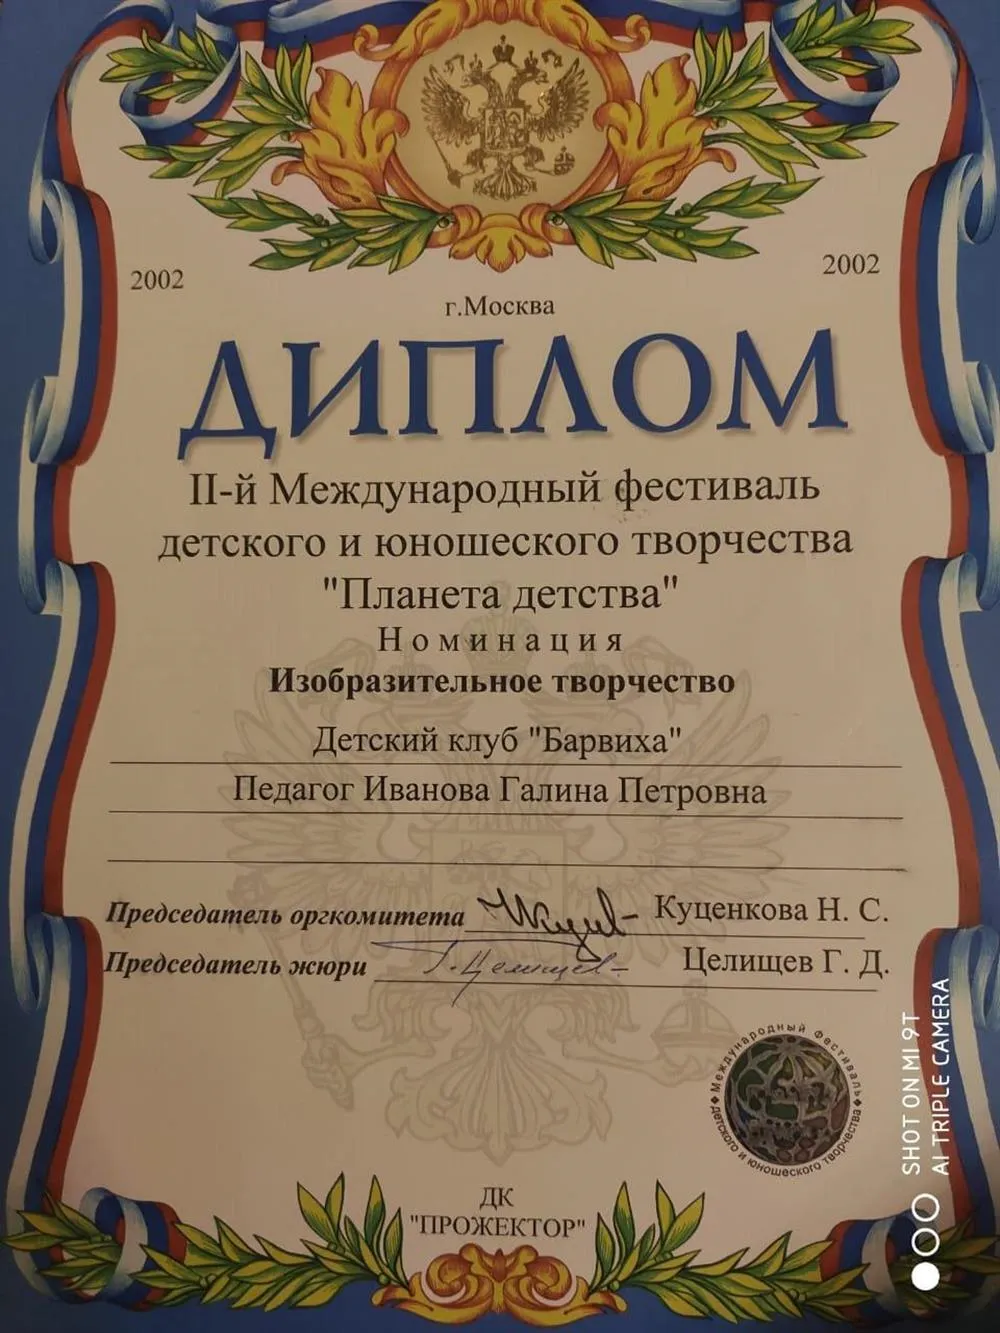 2002
2002
г.Москва
ДИПЛОМ
II-й Международный фестиваль
детского и юношеского творчества
"Планета детства"
Номинация
Изобразительное творчество
Детский клуб "Барвиха"
Педагог Иванова Галина Петровна
Председатель оргкомитета Куценкова Н. С.
Председатель жюри Г. Целищев Целищев Г. Д.
Международный Фестиваль
детского и юношеского творчества
ДК
"ПРОЖЕКТОР"
SHOT ON MI 9T
AI TRIPLE CAMERA